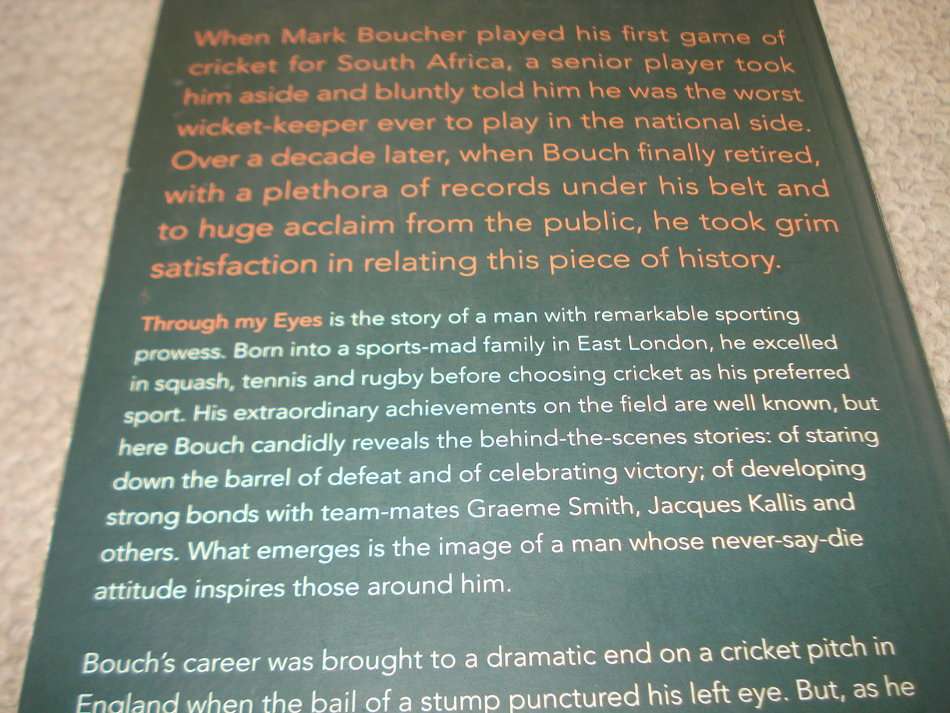 When Mark Boucher played his first game of
cricket for South Africa, a senior player took
him aside and bluntly told him he was the worst
wicket-keeper ever to play in the national side.
Over a decade later, when Bouch finally retired,
with a plethora of records under his belt and
to huge acclaim from the public, he took grim
satisfaction in relating this piece of history.
Through my Eyes is the story of a man with remarkable sporting
prowess. Born into a sports-mad family in East London, he excelled
in squash, tennis and rugby before choosing cricket as his preferred
sport. His extraordinary achievements on the field are well known, but
here Bouch candidly reveals the behind-the-scenes stories: of staring
down the barrel of defeat and of celebrating victory; of developing
strong bonds with team-mates Graeme Smith, Jacques Kallis and
others. What emerges is the image of a man whose never-say-die
attitude inspires those around him.
Bouch's career was brought to a dramatic end on a cricket pitch in
England when the bail of a stump punctured his left eye. But, as he